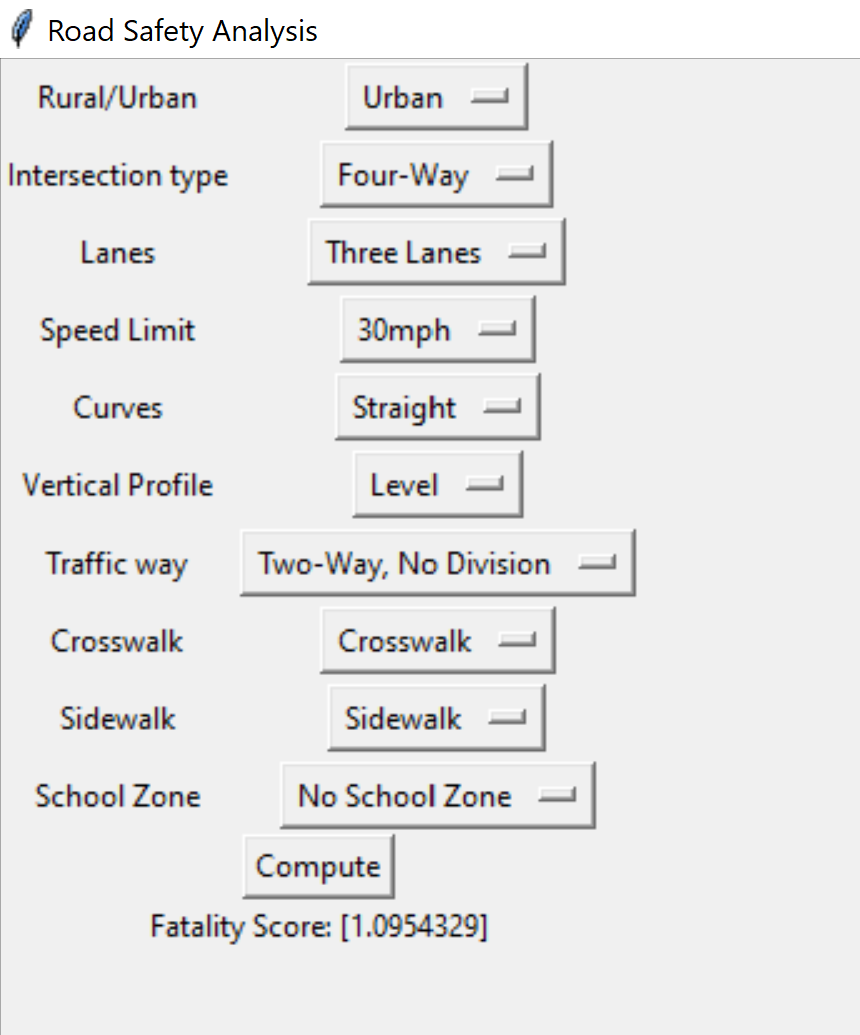 Road Safety Analysis
Rural/Urban Urban
Intersection type Four-Way
Lanes Three Lanes
Speed Limit 30mph
Curves Straight
Vertical Profile Level
Traffic way Two-Way, No Division
Crosswalk Crosswalk
Sidewalk Sidewalk
School Zone No School Zone
Compute
Fatality Score: [1.0954329]